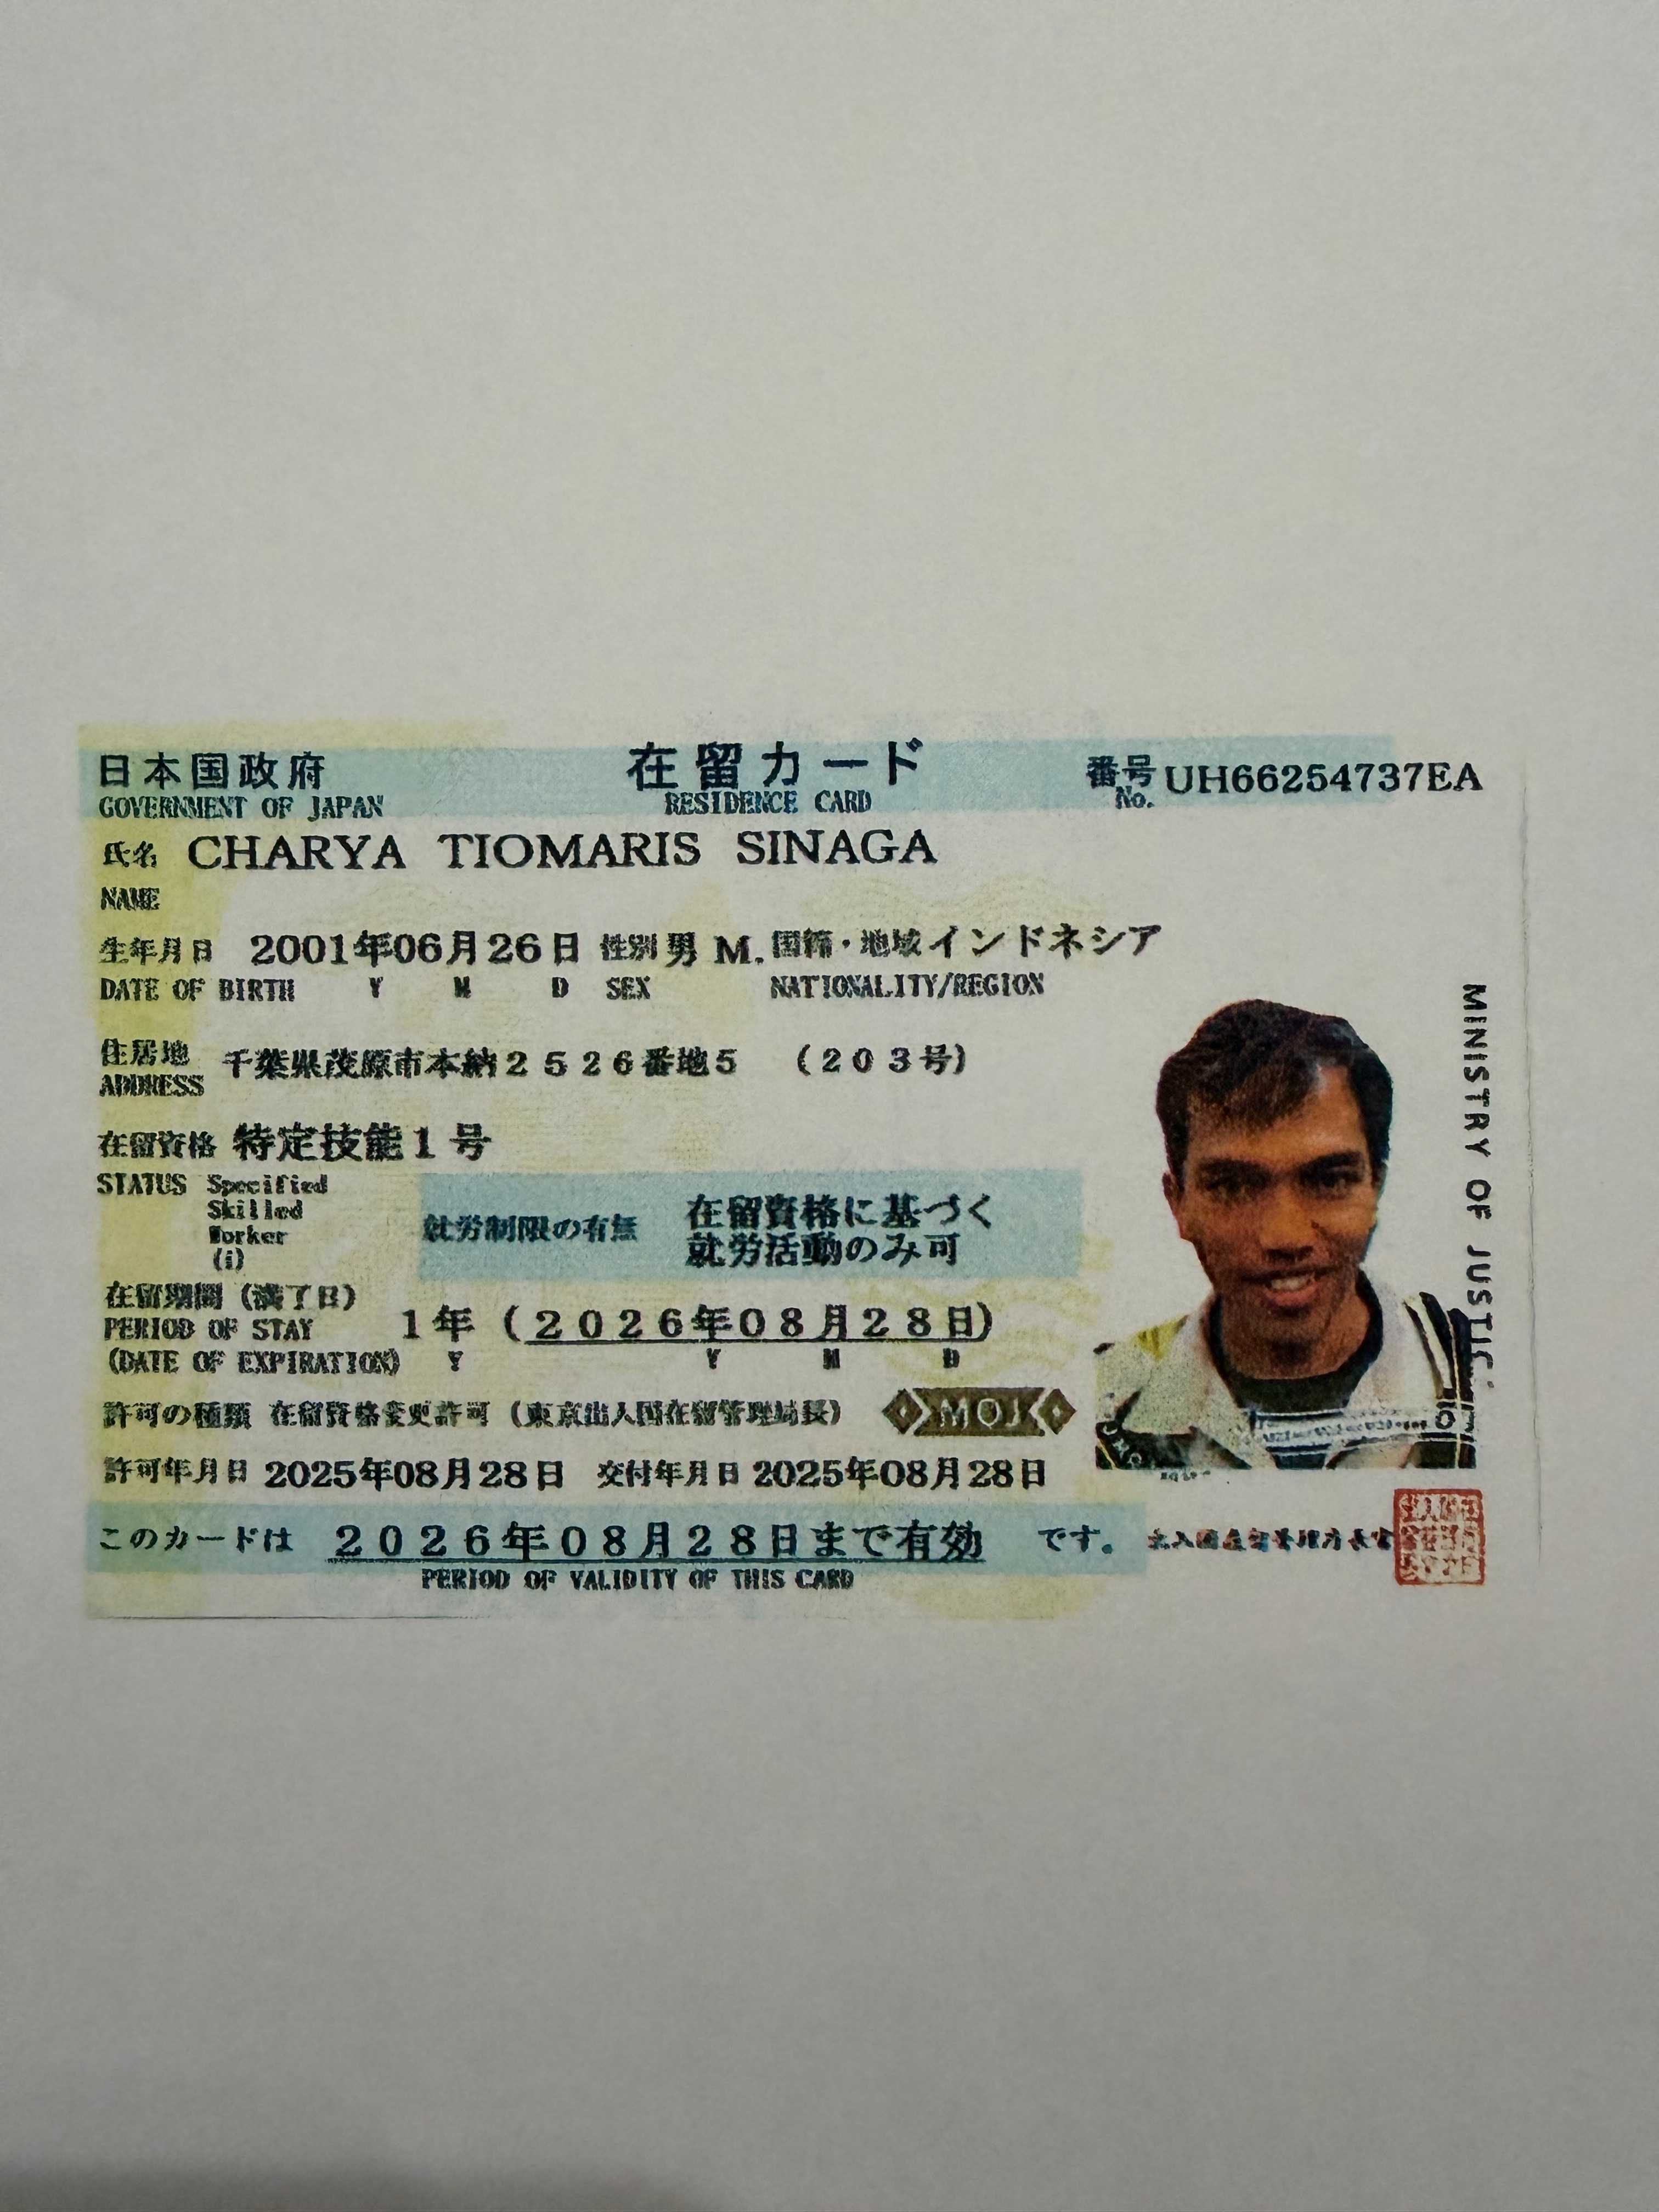 日本国政府 在留カード 番号 UH66254737EA
GOVERNMENT OF JAPAN RESIDENCE CARD No.
氏名 CHARYA TIOMARIS SINAGA
NAME
生年月日 2001年06月26日 性別 男 M. 国籍・地域 インドネシア
DATE OF BIRTH Y M D SEX NATIONALITY/REGION
住居地 千葉県茂原市本納2526番地5 (203号)
ADDRESS
在留資格 特定技能1号
STATUS Specified
Skilled
Worker
(i)
就労制限の有無 在留資格に基づく
就労活動のみ可
在留期間(満了日)
PERIOD OF STAY 1年(2026年08月28日)
(DATE OF EXPIRATION) Y Y M D
許可の種類 在留資格変更許可(東京出入国在留管理局長) MOJ
許可年月日 2025年08月28日 交付年月日 2025年08月28日
このカードは 2026年08月28日まで有効 です。
PERIOD OF VALIDITY OF THIS CARD
MINISTRY OF JUSTIC